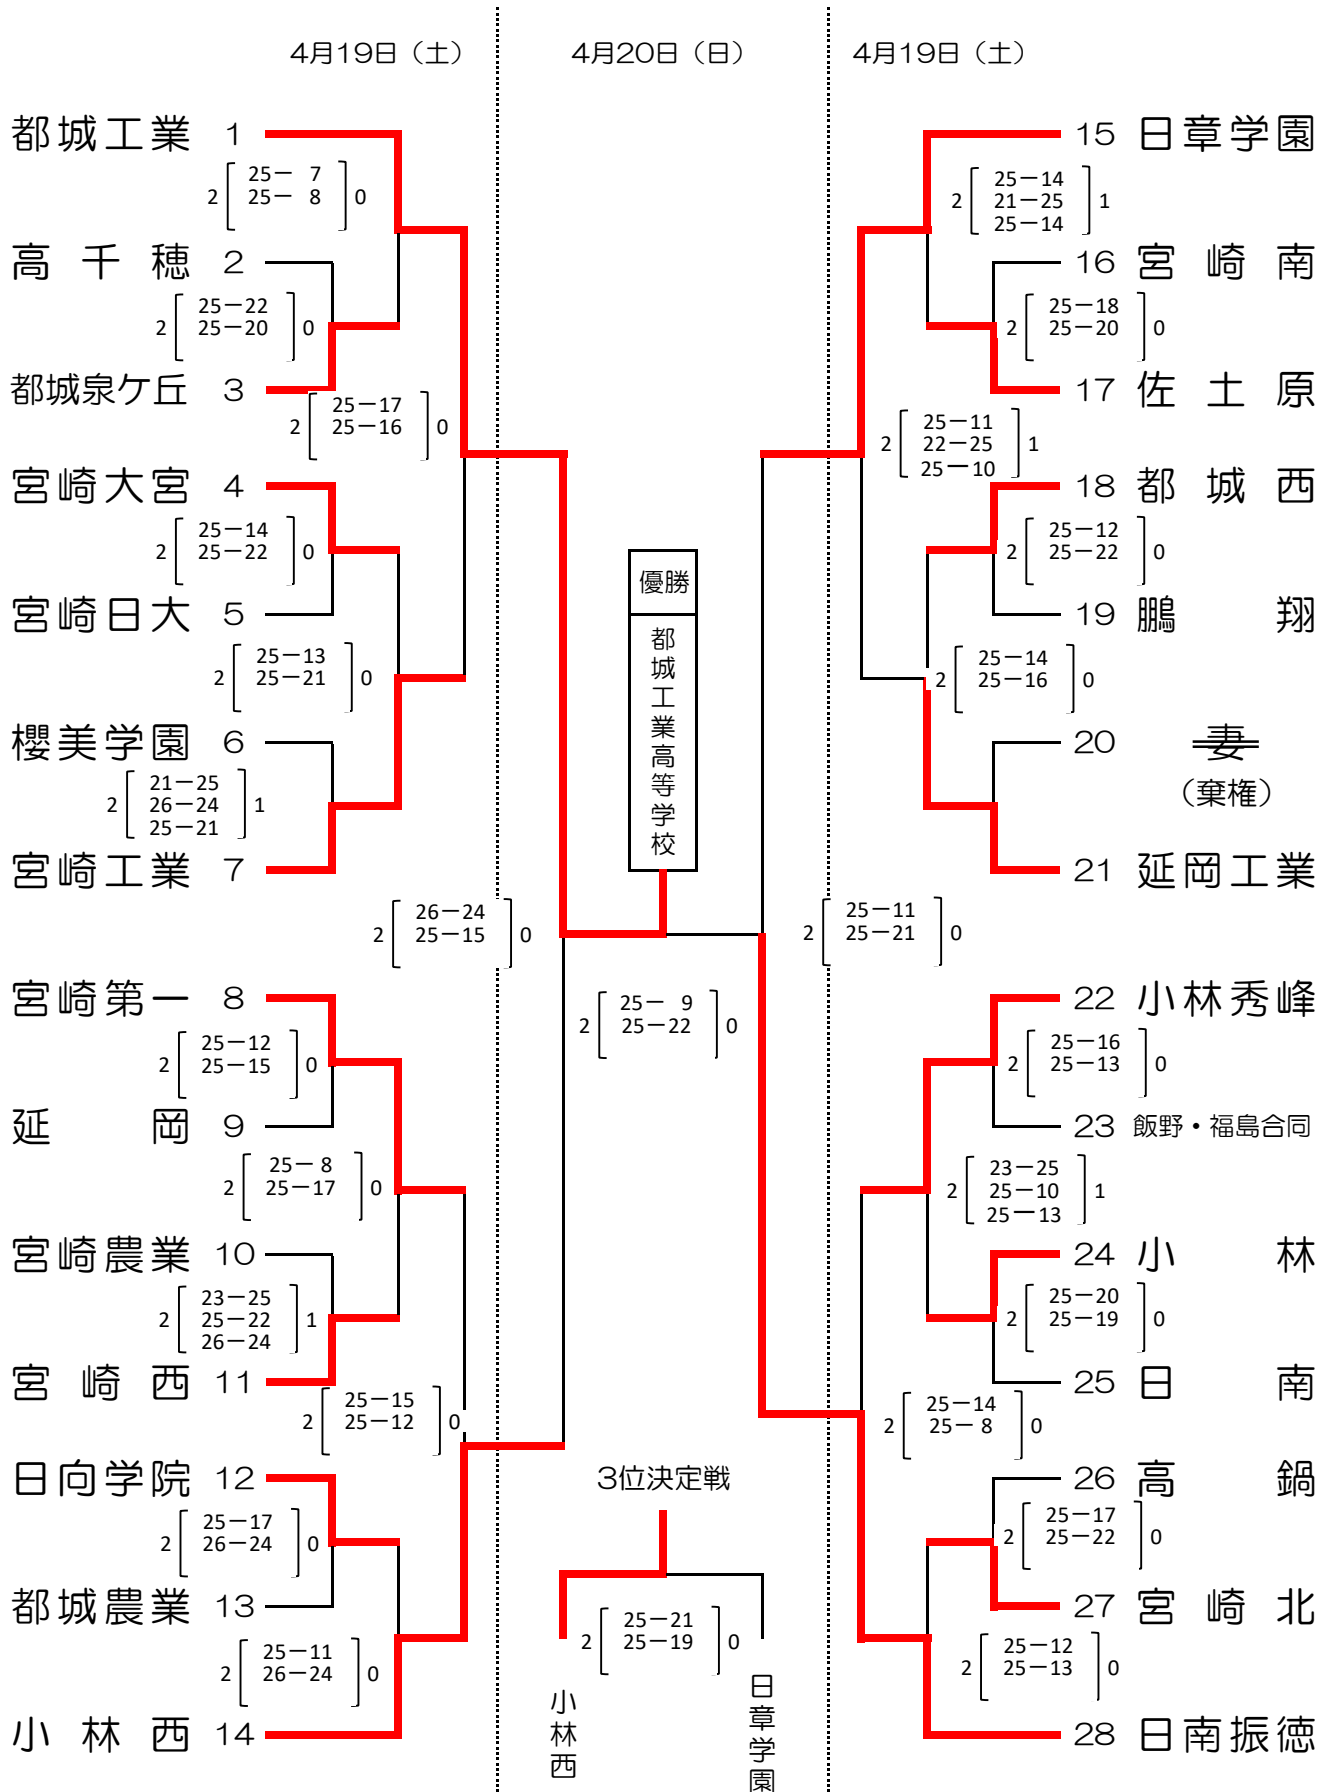 4月19日（土）
4月20日（日）
4月19日（土）
都城工業 1
2 25－ 7 0
25－ 8
高千穂 2
2 25－22 0
25－20
都城泉ケ丘 3
2 25－17 0
25－16
宮崎大宮 4
2 25－14 0
25－22
宮崎日大 5
2 25－13 0
25－21
櫻美学園 6
2 21－25 1
26－24
25－21
宮崎工業 7
2 26－24 0
25－15
宮崎第一 8
2 25－12 0
25－15
延岡 9
2 25－8 0
25－17
宮崎農業 10
2 23－25 1
25－22
26－24
宮崎西 11
2 25－15 0
25－12
日向学院 12
2 25－17 0
26－24
都城農業 13
2 25－11 0
26－24
小林西 14
優勝
都城工業高等学校
2 25－ 9 0
25－22
3位決定戦
2 25－21 0
25－19
小林西
日章学園
15 日章学園
2 25－14 1
21－25
25－14
16 宮崎南
2 25－18 0
25－20
17 佐土原
2 25－11 1
22－25
25－10
18 都城西
2 25－12 0
25－22
19 鵬翔
2 25－14 0
25－16
20 妻
（棄権）
21 延岡工業
2 25－11 0
25－21
22 小林秀峰
2 25－16 0
25－13
23 飯野・福島合同
2 23－25 1
25－10
25－13
24 小林
2 25－20 0
25－19
25 日南
2 25－14 0
25－8
26 高鍋
2 25－17 0
25－22
27 宮崎北
2 25－12 0
25－13
28 日南振徳